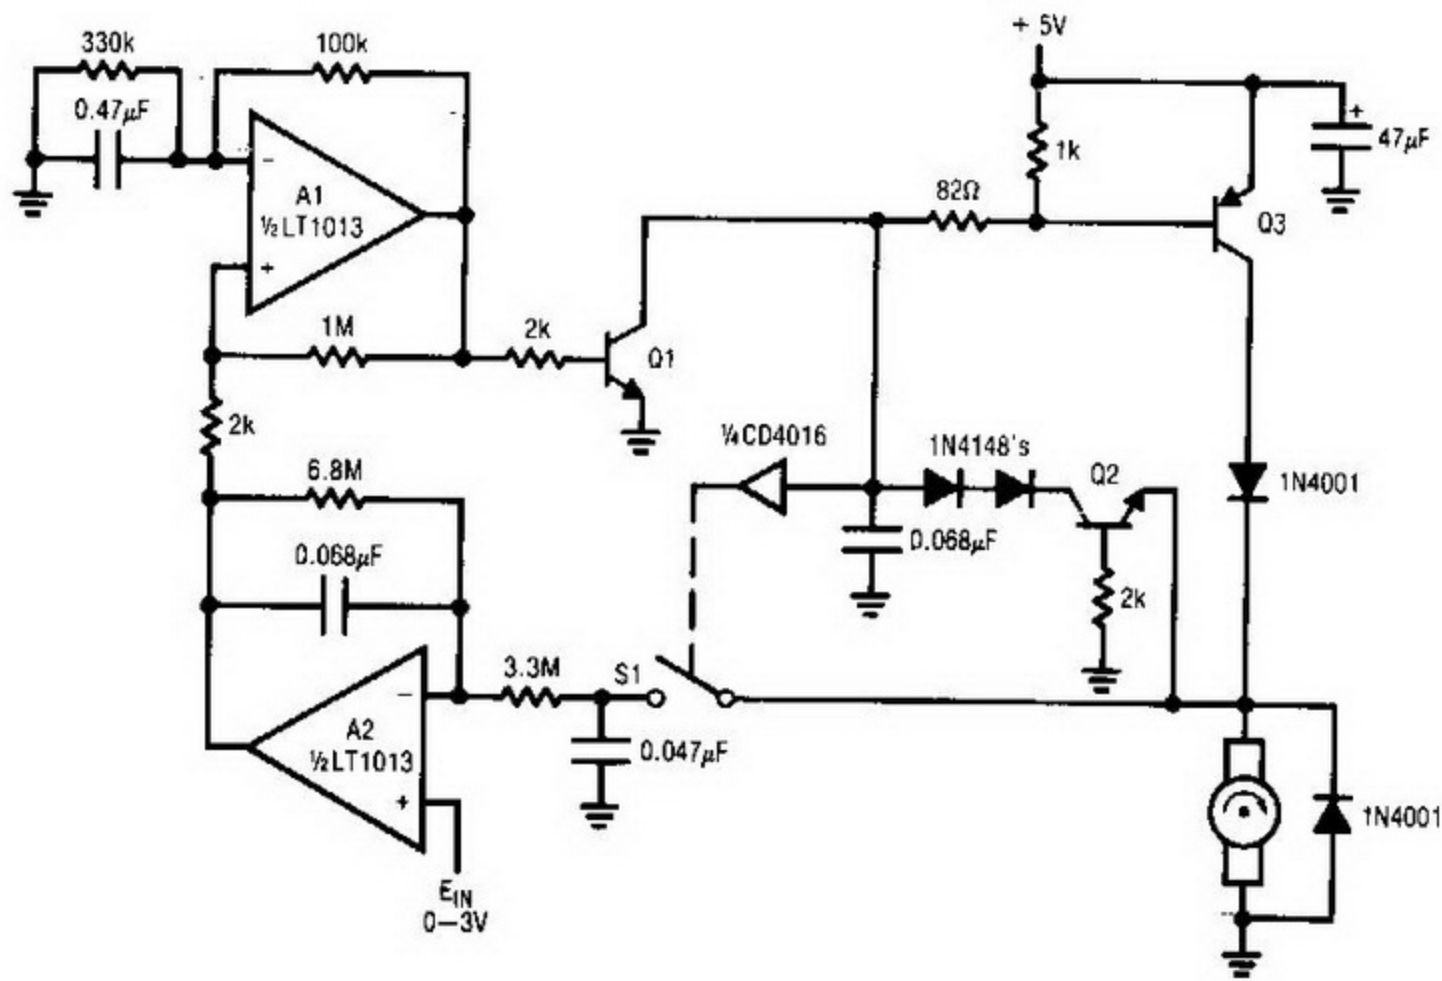 330k
100k
+ 5V
0.47µF
+
1k
47µF
−
A1
½LT1013
82Ω
Q3
+
1M
2k
Q1
2k
¼CD4016
1N4148's
Q2
1N4001
6.8M
0.068µF
0.068µF
2k
3.3M
S1
−
A2
½LT1013
0.047µF
+
1N4001
EIN
0–3V